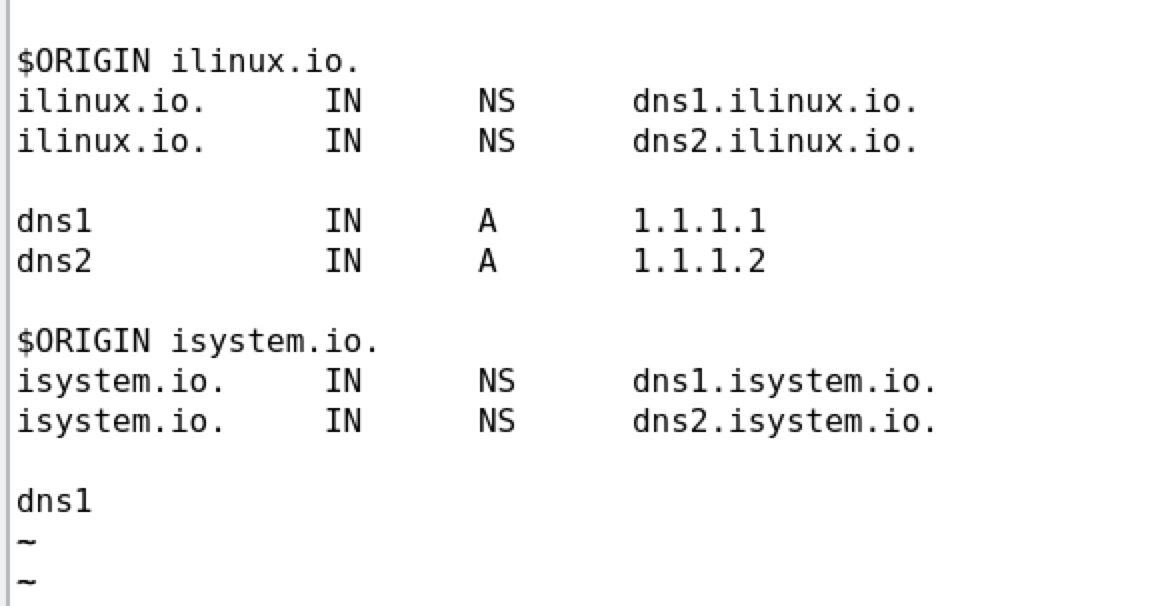 $ORIGIN ilinux.io.
ilinux.io. IN NS dns1.ilinux.io.
ilinux.io. IN NS dns2.ilinux.io.
dns1 IN A 1.1.1.1
dns2 IN A 1.1.1.2
$ORIGIN isystem.io.
isystem.io. IN NS dns1.isystem.io.
isystem.io. IN NS dns2.isystem.io.
dns1
~
~